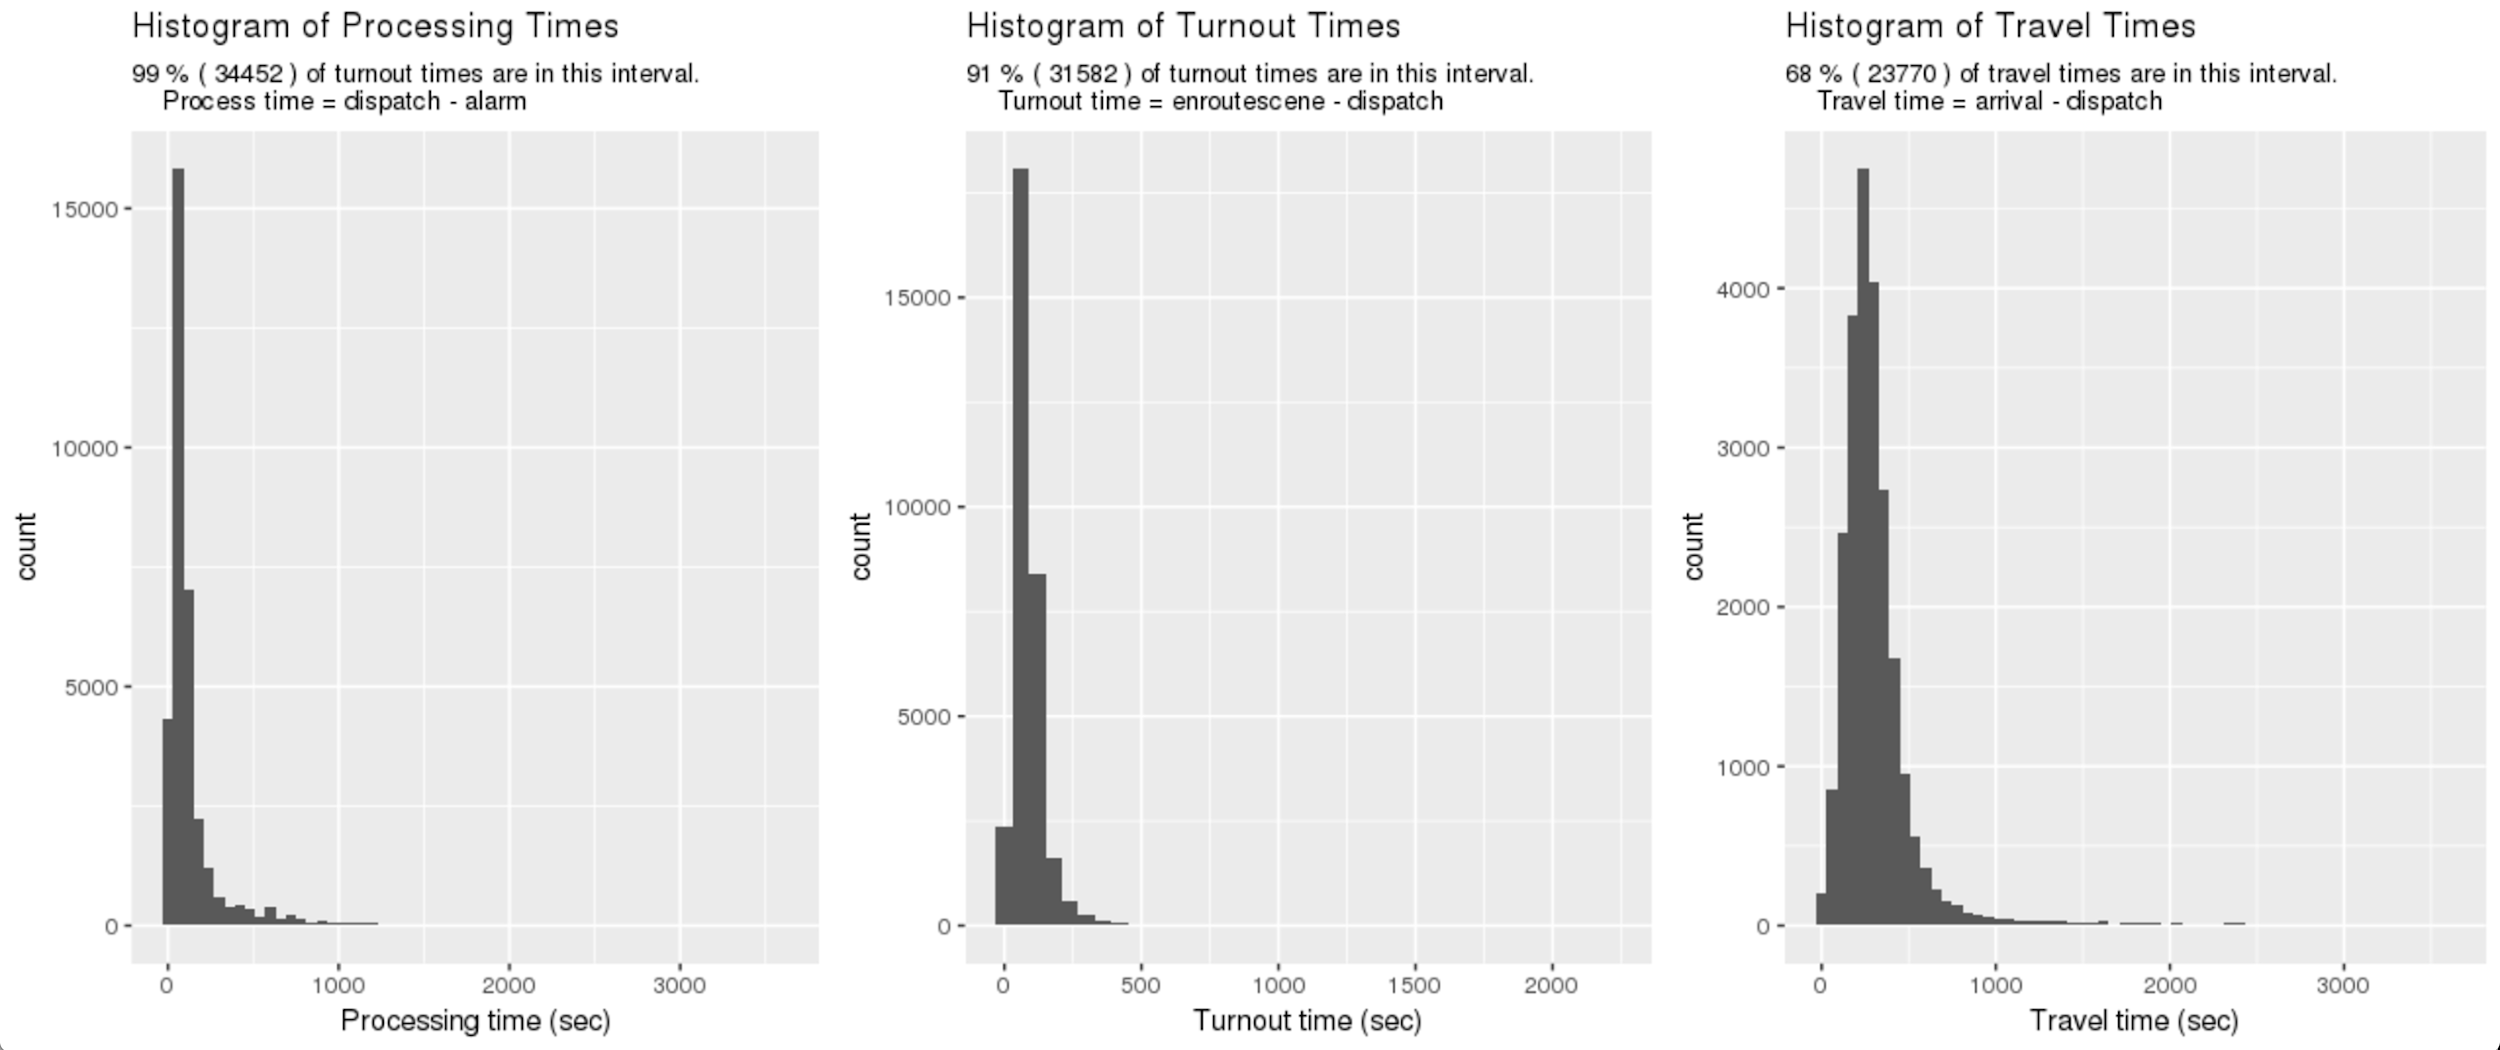 Histogram of Processing Times
99 % ( 34452 ) of turnout times are in this interval.
Process time = dispatch - alarm
15000
10000
5000
0
count
0 1000 2000 3000
Processing time (sec)
Histogram of Turnout Times
91 % ( 31582 ) of turnout times are in this interval.
Turnout time = enroutescene - dispatch
15000
10000
5000
0
count
0 500 1000 1500 2000
Turnout time (sec)
Histogram of Travel Times
68 % ( 23770 ) of travel times are in this interval.
Travel time = arrival - dispatch
4000
3000
2000
1000
0
count
0 1000 2000 3000
Travel time (sec)